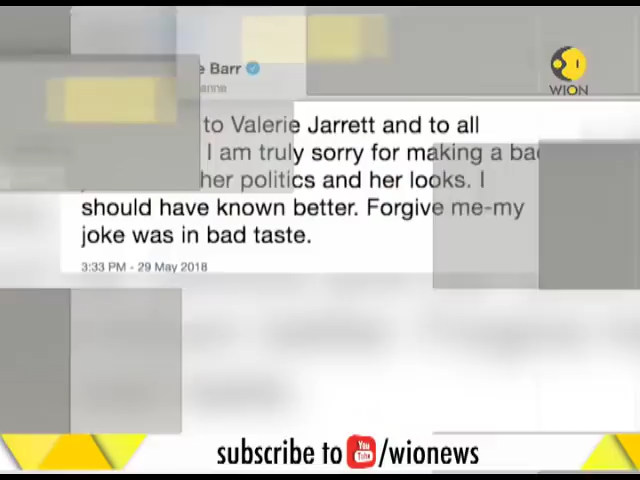 e Barr
anne
to Valerie Jarrett and to all
I am truly sorry for making a bad
her politics and her looks. I
should have known better. Forgive me-my
joke was in bad taste.
3:33 PM - 29 May 2018
WION
subscribe to You Tube /wionews